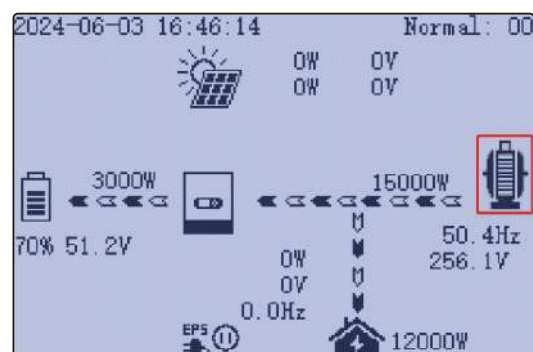 2024-06-03 16:46:14 Normal: 00
0W 0V
0W 0V
3000W 15000W
70% 51.2V
50.4Hz
256.1V
0W
0V
0.0Hz
EPS
12000W